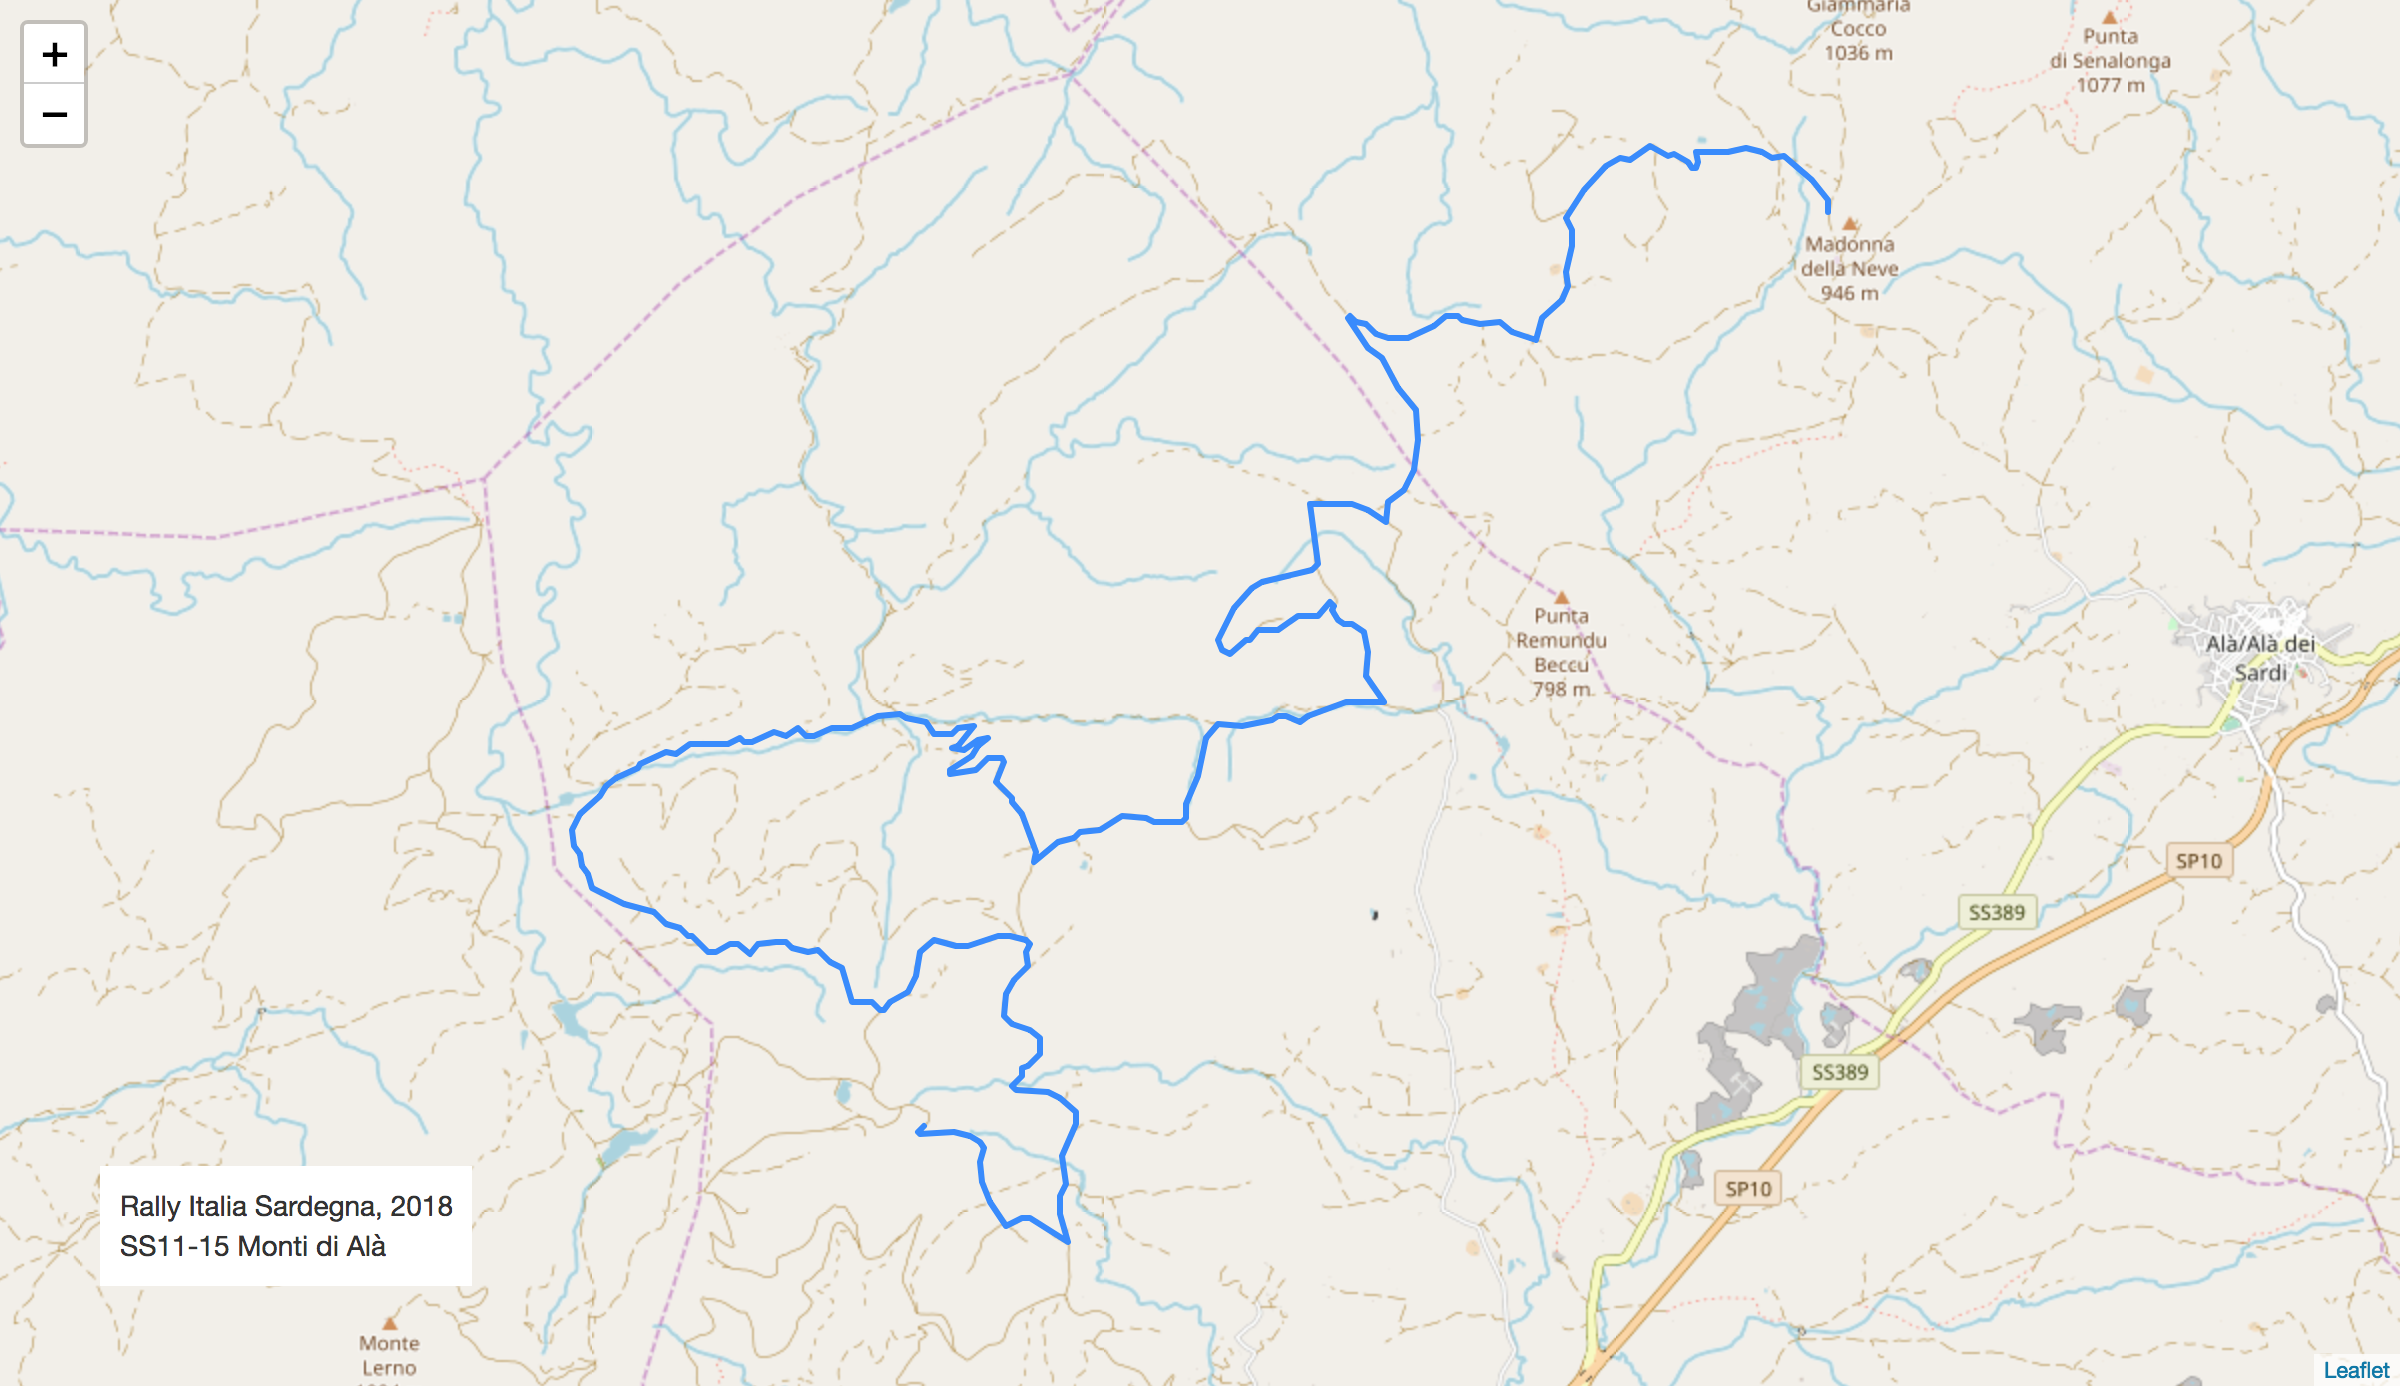 +
−
Giammaria
Cocco
1036 m
Punta
di Senalonga
1077 m
Madonna
della Neve
946 m
Punta
Remundu
Beccu
798 m
Alà/Alà dei
Sardi
SP10
SS389
SS389
SP10
Rally Italia Sardegna, 2018
SS11-15 Monti di Alà
Monte
Lerno
Leaflet